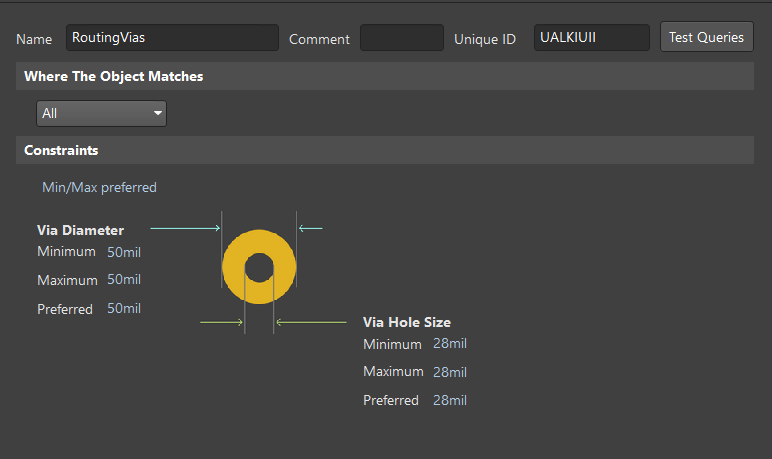 Name RoutingVias Comment Unique ID UALKIUII Test Queries
Where The Object Matches
All
Constraints
Min/Max preferred
Via Diameter
Minimum 50mil
Maximum 50mil
Preferred 50mil
Via Hole Size
Minimum 28mil
Maximum 28mil
Preferred 28mil